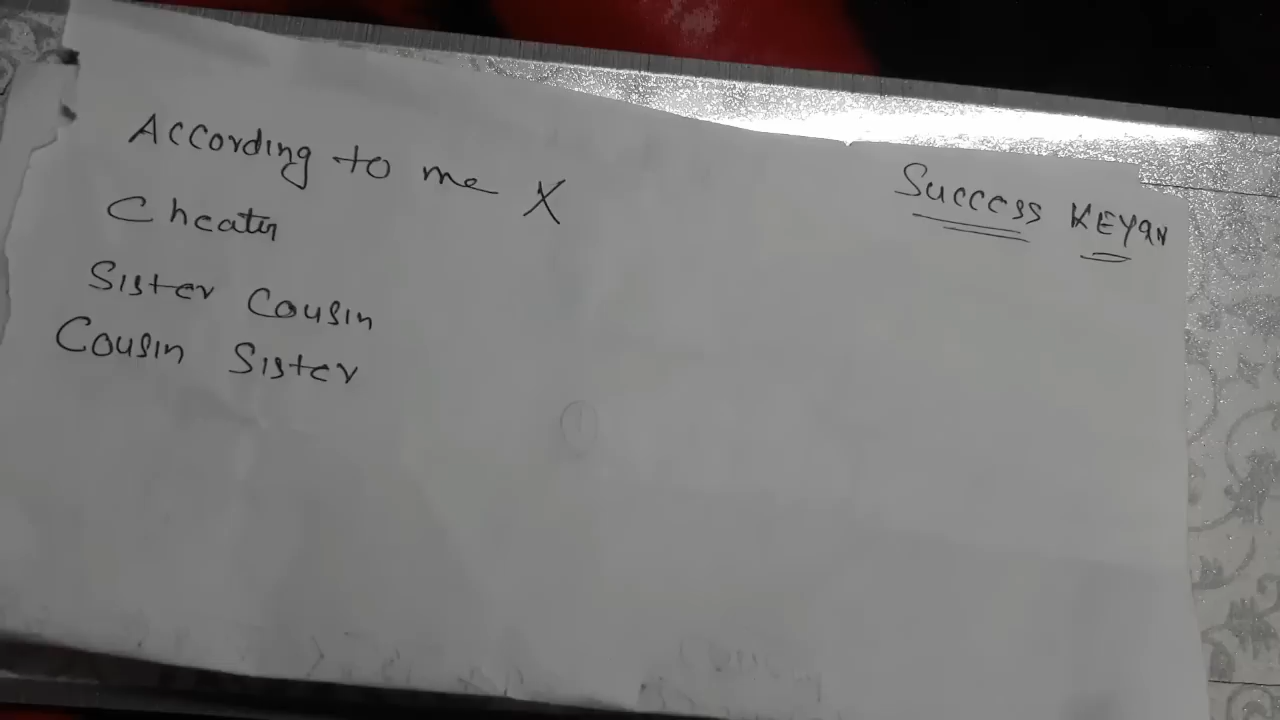 According to me X
Success KEYAN
Cheater
Sister Cousin
Cousin Sister